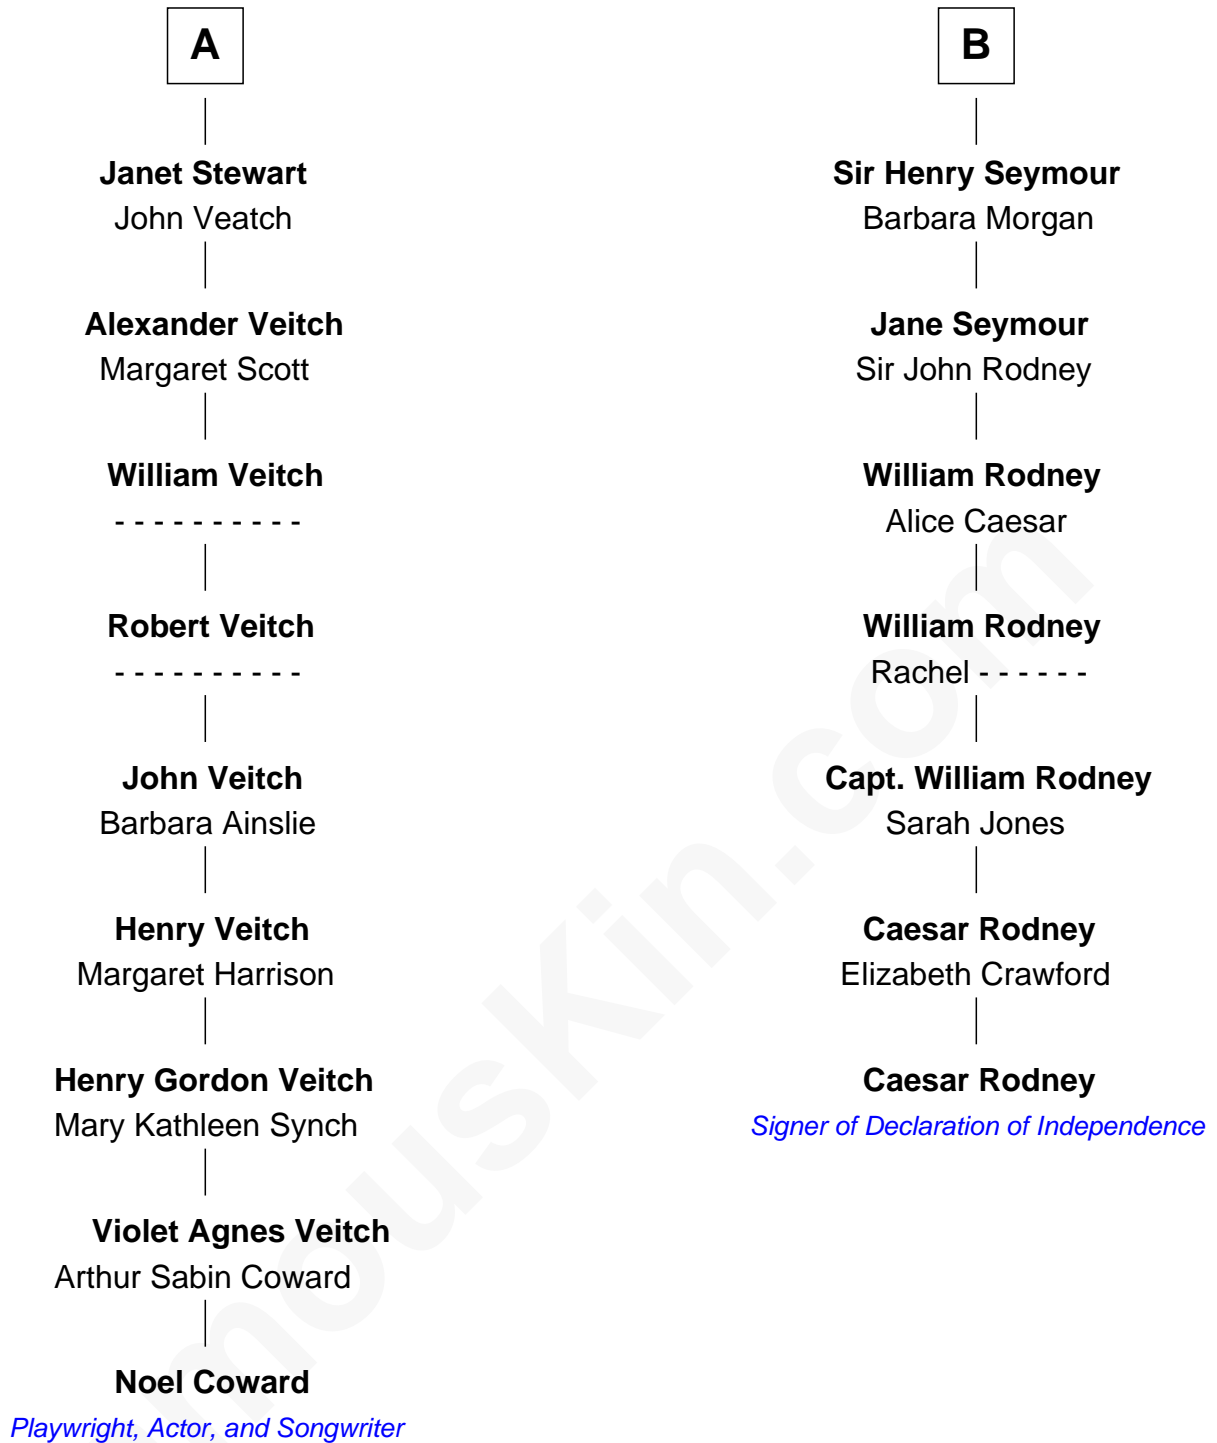 A
Janet Stewart
John Veatch
Alexander Veitch
Margaret Scott
William Veitch
- - - - - - - - - -
Robert Veitch
- - - - - - - - - -
John Veitch
Barbara Ainslie
Henry Veitch
Margaret Harrison
Henry Gordon Veitch
Mary Kathleen Synch
Violet Agnes Veitch
Arthur Sabin Coward
Noel Coward
Playwright, Actor, and Songwriter
B
Sir Henry Seymour
Barbara Morgan
Jane Seymour
Sir John Rodney
William Rodney
Alice Caesar
William Rodney
Rachel - - - - - -
Capt. William Rodney
Sarah Jones
Caesar Rodney
Elizabeth Crawford
Caesar Rodney
Signer of Declaration of Independence
mousKin.com